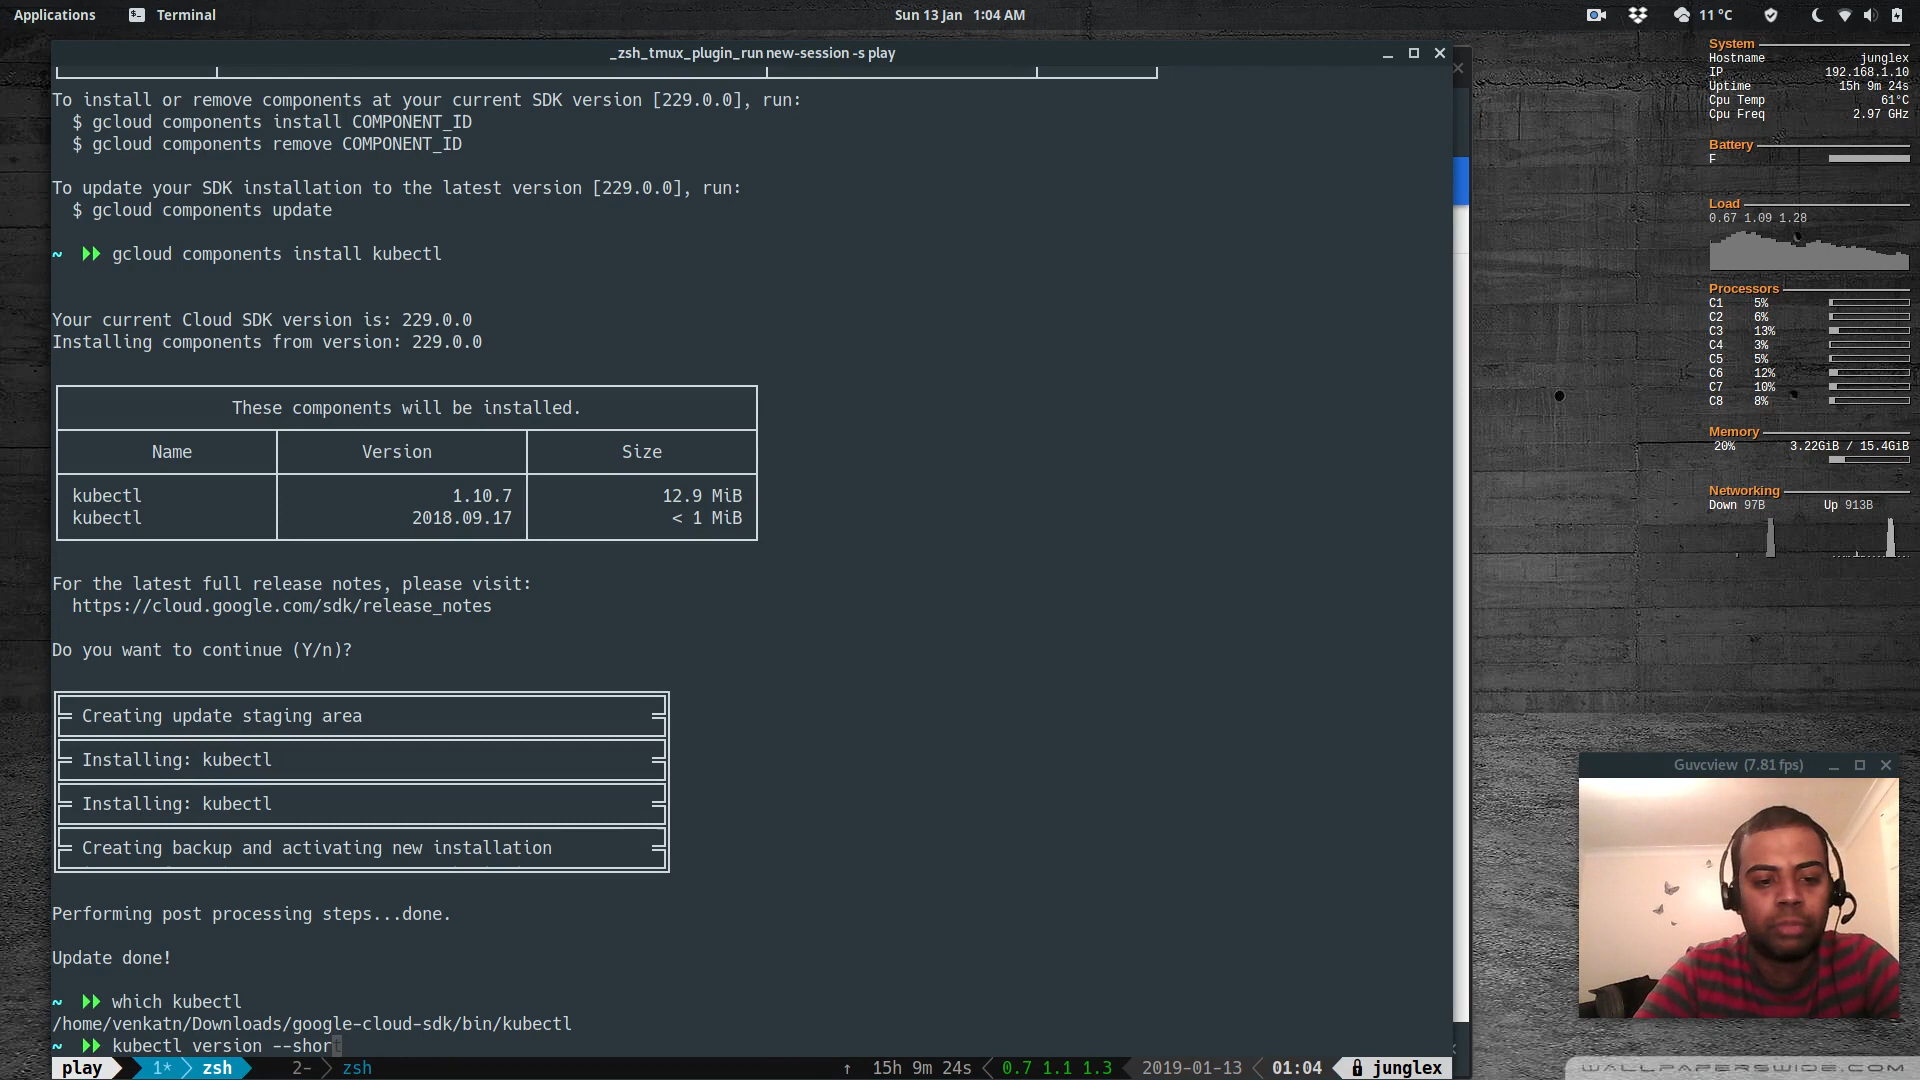 Applications
Terminal
Sun 13 Jan 1:04 AM
11 °C
_zsh_tmux_plugin_run new-session -s play
To install or remove components at your current SDK version [229.0.0], run:
$ gcloud components install COMPONENT_ID
$ gcloud components remove COMPONENT_ID
To update your SDK installation to the latest version [229.0.0], run:
$ gcloud components update
~ gcloud components install kubectl
Your current Cloud SDK version is: 229.0.0
Installing components from version: 229.0.0
These components will be installed.
Name Version Size
kubectl 1.10.7 12.9 MiB
kubectl 2018.09.17 < 1 MiB
For the latest full release notes, please visit:
https://cloud.google.com/sdk/release_notes
Do you want to continue (Y/n)?
Creating update staging area
Installing: kubectl
Installing: kubectl
Creating backup and activating new installation
Performing post processing steps...done.
Update done!
~ which kubectl
/home/venkatn/Downloads/google-cloud-sdk/bin/kubectl
~ kubectl version --short
play 1* zsh 2- zsh ↑ 15h 9m 24s 0.7 1.1 1.3 2019-01-13 01:04 junglex
System
Hostname junglex
IP 192.168.1.10
Uptime 15h 9m 24s
Cpu Temp 61°C
Cpu Freq 2.97 GHz
Battery
F
Load
0.67 1.09 1.28
Processors
C1 5%
C2 6%
C3 13%
C4 3%
C5 5%
C6 12%
C7 10%
C8 8%
Memory
20% 3.22GiB / 15.4GiB
Networking
Down 97B Up 913B
Guvcview (7.81 fps)
WALLPAPERSWIDE.COM